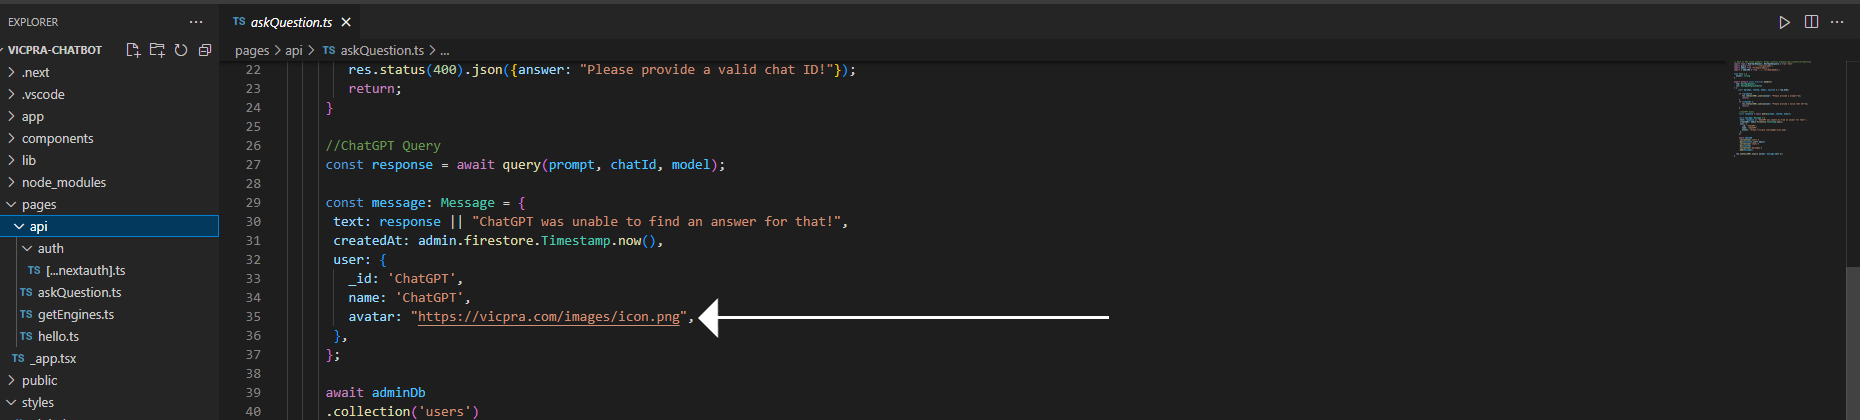 EXPLORER
···
TS askQuestion.ts
···
VICPRA-CHATBOT
pages > api > TS askQuestion.ts > ...
.next
.vscode
app
components
lib
node_modules
pages
api
auth
TS [...nextauth].ts
TS askQuestion.ts
TS getEngines.ts
TS hello.ts
TS _app.tsx
public
styles
22 res.status(400).json({answer: "Please provide a valid chat ID!"});
23 return;
24 }
25
26 //ChatGPT Query
27 const response = await query(prompt, chatId, model);
28
29 const message: Message = {
30 text: response || "ChatGPT was unable to find an answer for that!",
31 createdAt: admin.firestore.Timestamp.now(),
32 user: {
33 _id: 'ChatGPT',
34 name: 'ChatGPT',
35 avatar: "https://vicpra.com/images/icon.png",
36 },
37 };
38
39 await adminDb
40 .collection('users')